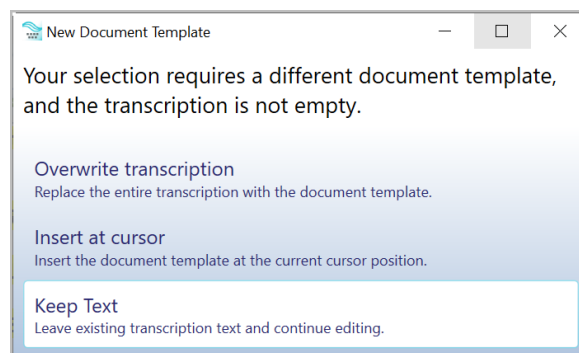 New Document Template
Your selection requires a different document template,
and the transcription is not empty.
Overwrite transcription
Replace the entire transcription with the document template.
Insert at cursor
Insert the document template at the current cursor position.
Keep Text
Leave existing transcription text and continue editing.